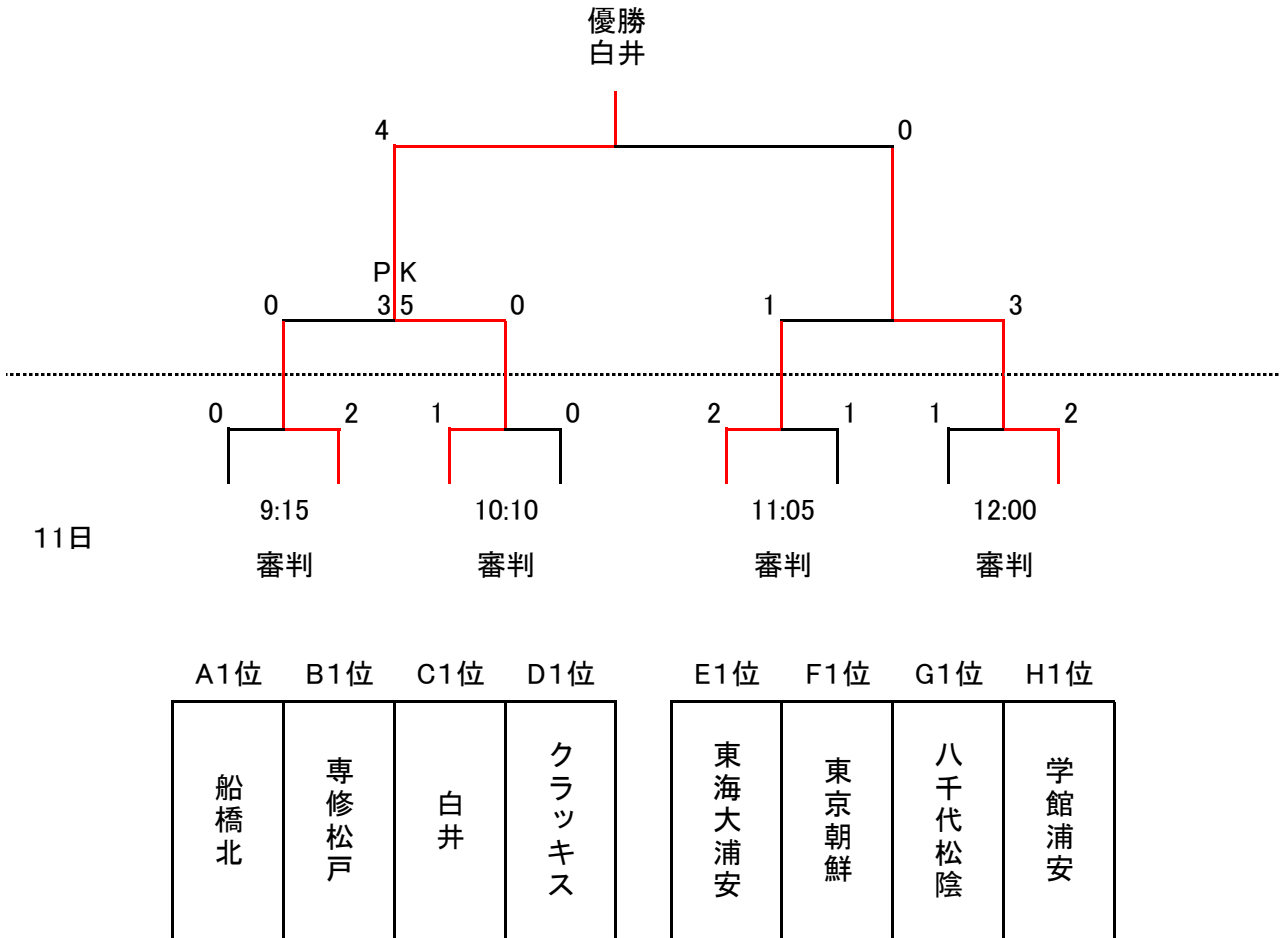 優勝
白井
4 0
PK
0 3 5 0 1 3
0 2 1 0 2 1 1 2
9:15 10:10 11:05 12:00
11日
審判 審判 審判 審判
A1位 B1位 C1位 D1位 E1位 F1位 G1位 H1位
船橋北
専修松戸
白井
クラッキス
東海大浦安
東京朝鮮
八千代松陰
学館浦安